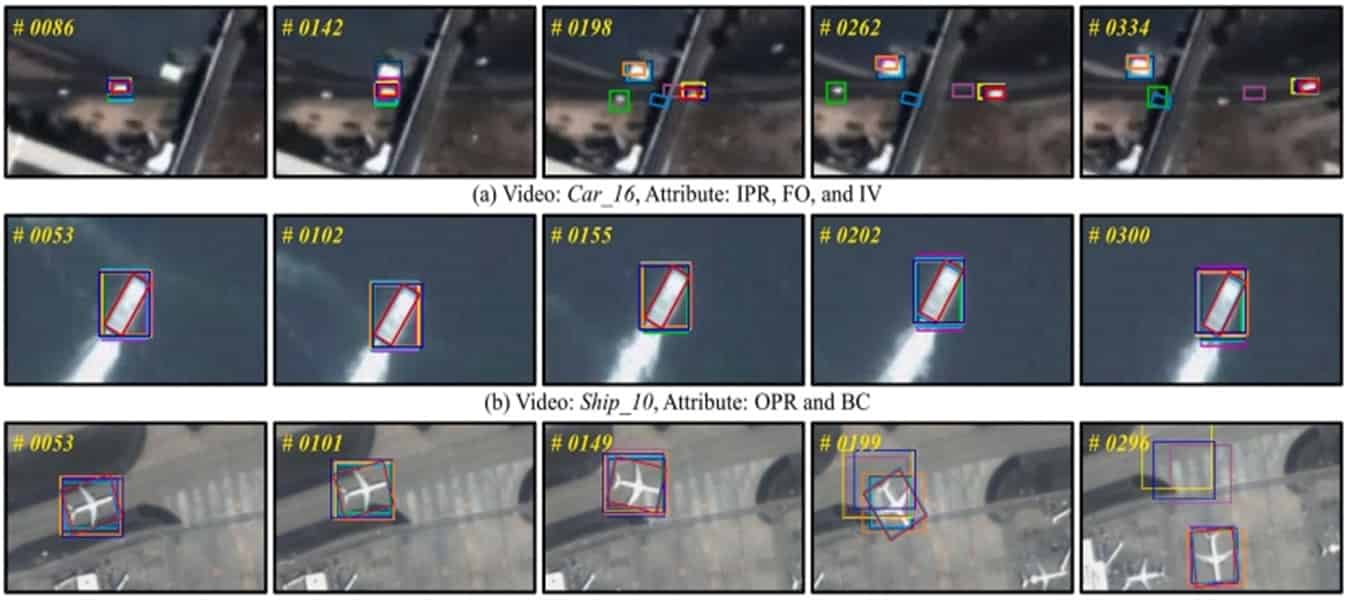 # 0086 # 0142 # 0198 # 0262 # 0334
(a) Video: Car_16, Attribute: IPR, FO, and IV
# 0053 # 0102 # 0155 # 0202 # 0300
(b) Video: Ship_10, Attribute: OPR and BC
# 0053 # 0101 # 0149 # 0199 # 0296